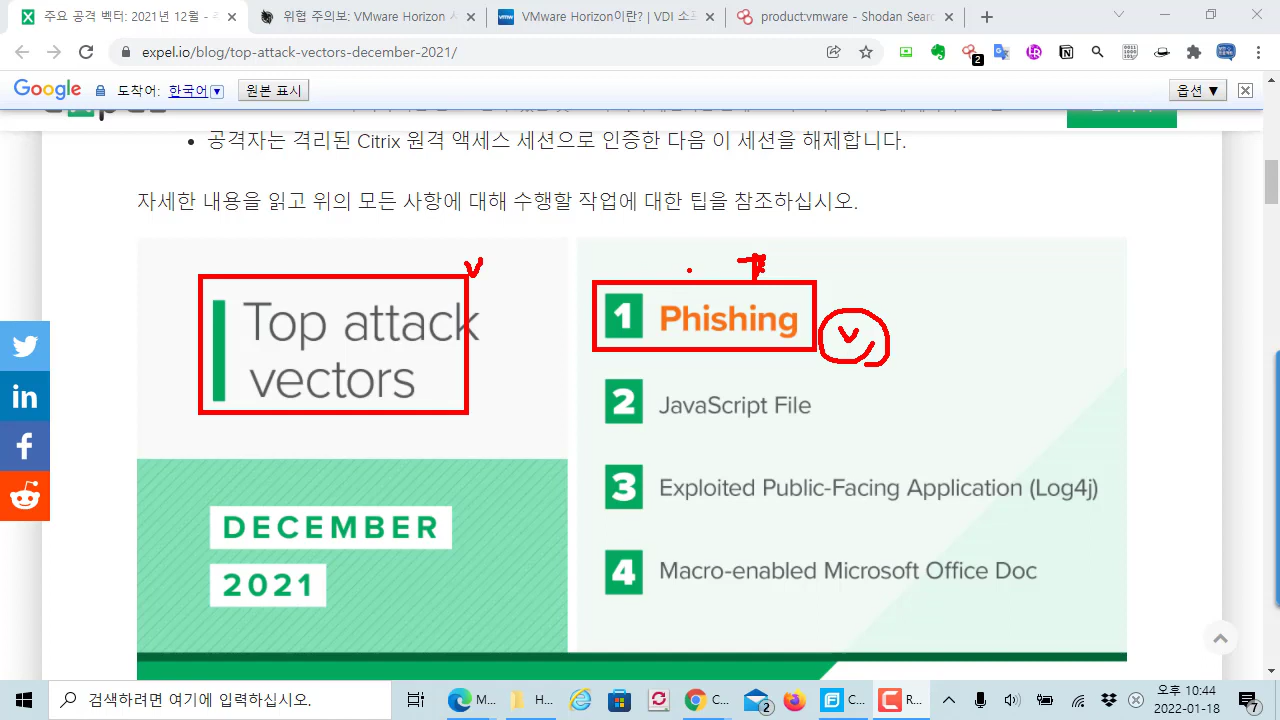 주요 공격 벡터: 2021년 12월 -
위협 주의보: VMware Horizon
VMware Horizon이란? | VDI 소프
product:vmware - Shodan Sear
expel.io/blog/top-attack-vectors-december-2021/
2
Google
도착어: 한국어
원본 표시
옵션 ▼
공격자는 격리된 Citrix 원격 액세스 세션으로 인증한 다음 이 세션을 해제합니다.
자세한 내용을 읽고 위의 모든 사항에 대해 수행할 작업에 대한 팁을 참조하십시오.
Top attack
vectors
DECEMBER
2021
1 Phishing
2 JavaScript File
3 Exploited Public-Facing Application (Log4j)
4 Macro-enabled Microsoft Office Doc
검색하려면 여기에 입력하십시오.
M...
H...
C...
2
C...
R...
오후 10:44
2022-01-18
7